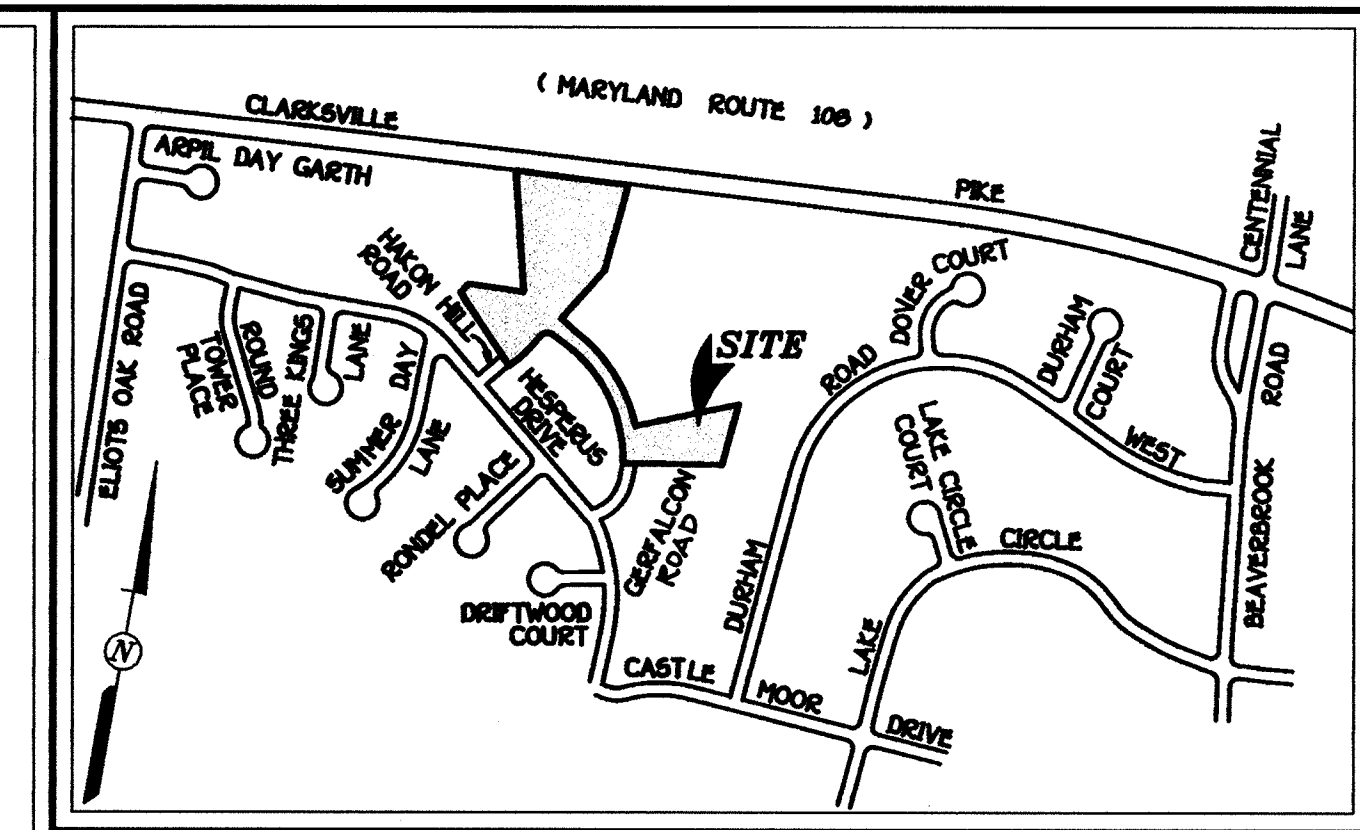 ( MARYLAND ROUTE 108 )
CLARKSVILLE
PIKE
ARPIL DAY GARTH
CENTENNIAL
LANE
HAKON HILL
ROAD
ELIOTS OAK ROAD
ROUND
TOWER
PLACE
THREE KINGS
LANE
SUMMER
DAY
LANE
HESPERUS
DRIVE
SITE
RONDEL PLACE
GERFALCON
ROAD
DRIFTWOOD
COURT
DURHAM
ROAD
WEST
DOVER COURT
DURHAM
COURT
LAKE CIRCLE
COURT
LAKE
CIRCLE
BEAVERBROOK
ROAD
CASTLE
MOOR
DRIVE
N